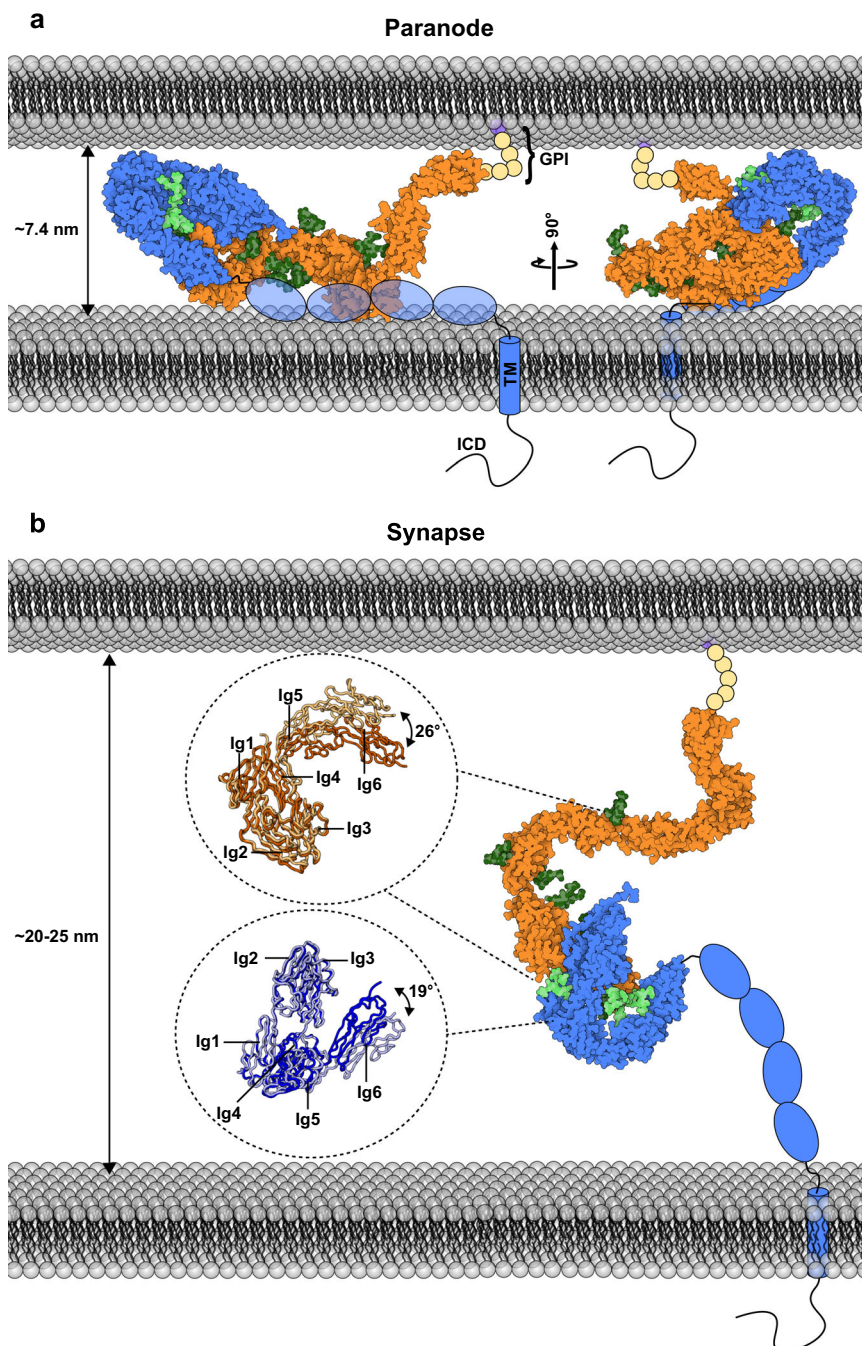 a
Paranode
GPI
~7.4 nm
90°
TM
ICD
b
Synapse
Ig5
26°
Ig1
Ig4
Ig6
Ig3
Ig2
~20-25 nm
Ig2
Ig3
19°
Ig1
Ig6
Ig4
Ig5